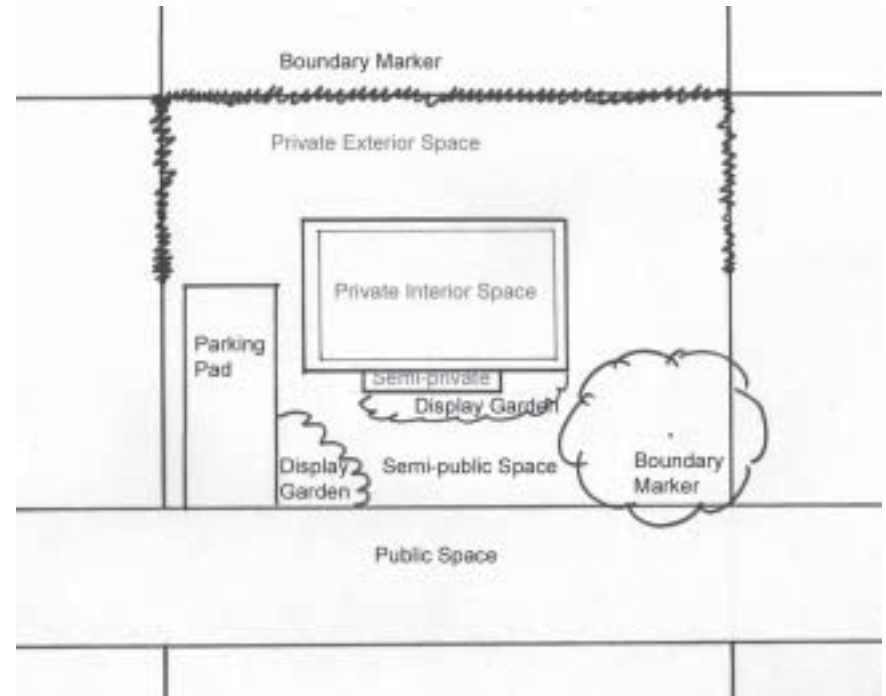 Boundary Marker
Private Exterior Space
Private Interior Space
Parking
Pad
Semi-private
Display Garden
Display
Garden
Semi-public Space
Boundary
Marker
Public Space